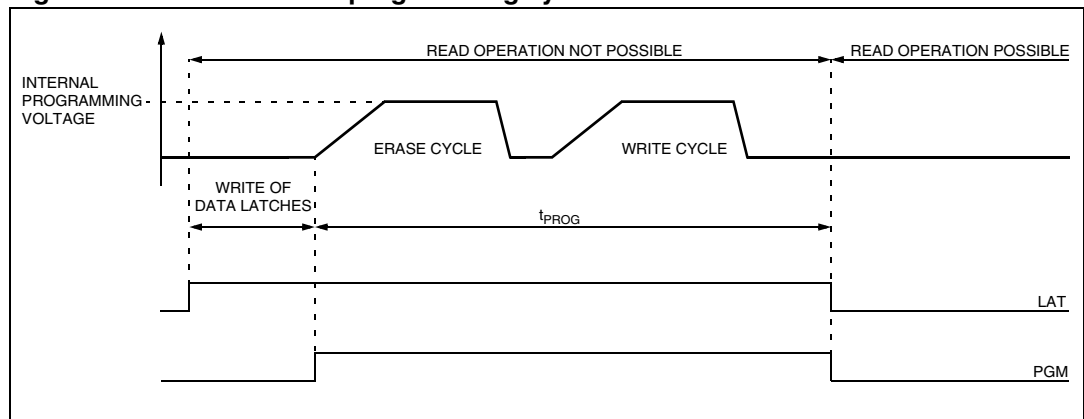 READ OPERATION NOT POSSIBLE
READ OPERATION POSSIBLE
INTERNAL
PROGRAMMING
VOLTAGE
ERASE CYCLE
WRITE CYCLE
WRITE OF
DATA LATCHES
tPROG
LAT
PGM